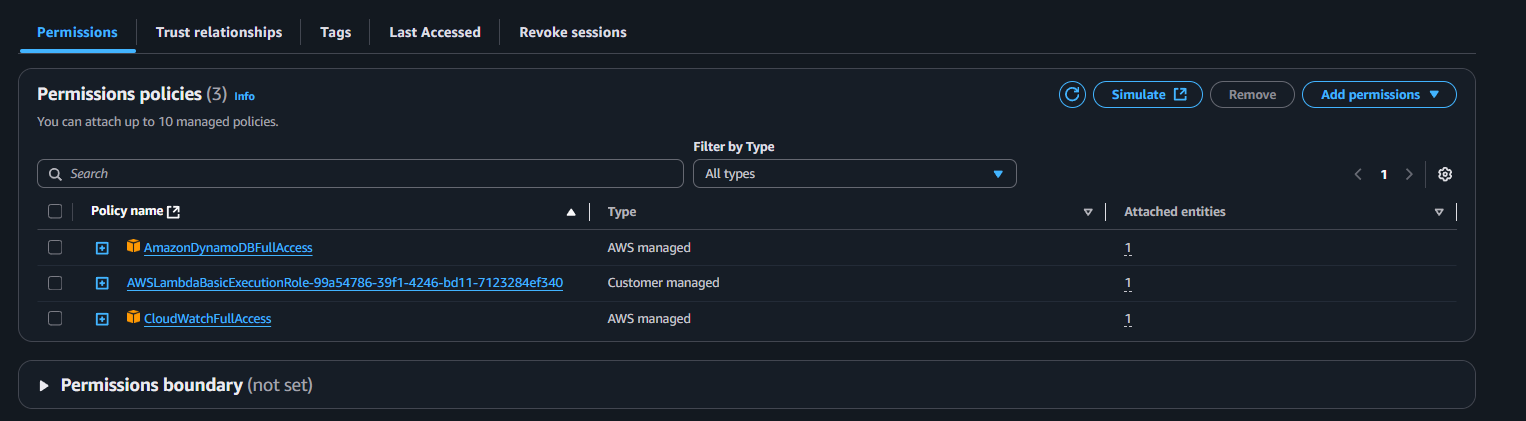 Permissions Trust relationships Tags Last Accessed Revoke sessions
Permissions policies (3) Info
Simulate Remove Add permissions
You can attach up to 10 managed policies.
Filter by Type
Search All types 1
Policy name Type Attached entities
AmazonDynamoDBFullAccess AWS managed 1
AWSLambdaBasicExecutionRole-99a54786-39f1-4246-bd11-7123284ef340 Customer managed 1
CloudWatchFullAccess AWS managed 1
Permissions boundary (not set)